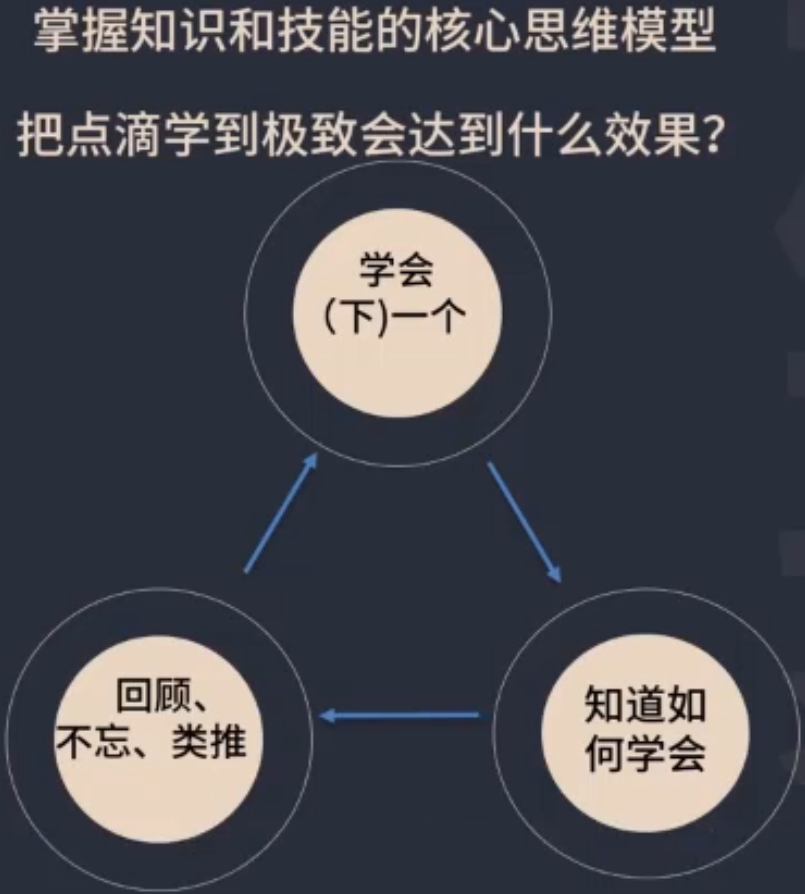 掌握知识和技能的核心思维模型
把点滴学到极致会达到什么效果?
学会
(下)一个
回顾、
不忘、类推
知道如
何学会